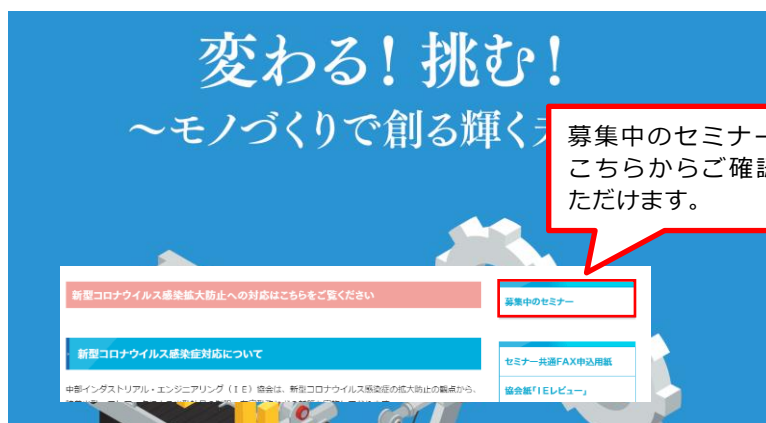 変わる！挑む！
～モノづくりで創る輝く
募集中のセミナー
こちらからご確認
ただけます。
新型コロナウイルス感染拡大防止への対応はこちらをご覧ください
募集中のセミナー
新型コロナウイルス感染症対応について
セミナー共通FAX申込用紙
中部インダストリアル・エンジニアリング（ＩＥ）協会は、新型コロナウイルス感染症の拡大防止の観点から、
協会紙「ＩＥレビュー」